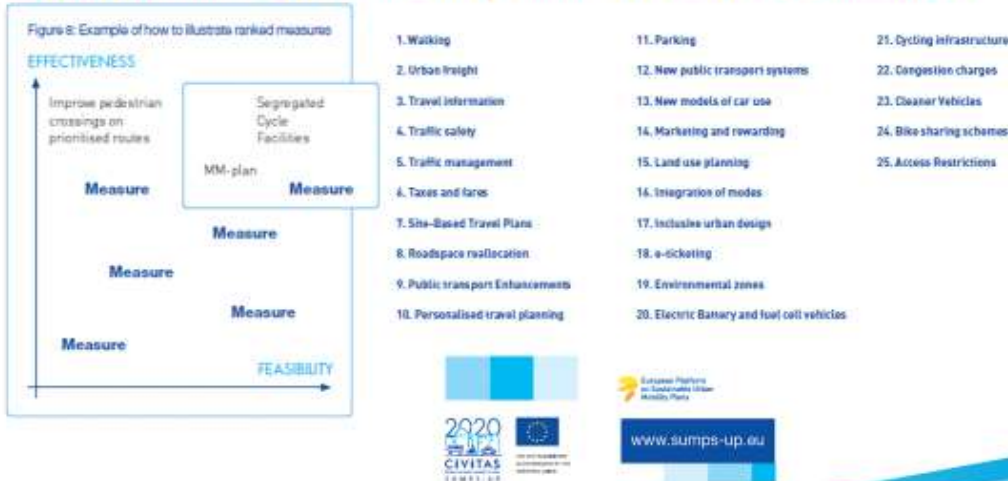 Figure 8: Example of how to illustrate ranked measures
EFFECTIVENESS
Improve pedestrian
crossings on
prioritised routes
Segregated
Cycle
Facilities
MM-plan
Measure
Measure
Measure
Measure
Measure
Measure
FEASIBILITY
1. Walking
2. Urban freight
3. Travel information
4. Traffic safety
5. Traffic management
6. Taxes and fares
7. Site-Based Travel Plans
8. Roadspace reallocation
9. Public transport Enhancements
10. Personalised travel planning
11. Parking
12. New public transport systems
13. New models of car use
14. Marketing and rewarding
15. Land use planning
16. Integration of modes
17. Inclusive urban design
18. e-ticketing
19. Environmental zones
20. Electric Battery and fuel cell vehicles
21. Cycling infrastructure
22. Congestion charges
23. Cleaner Vehicles
24. Bike sharing schemes
25. Access Restrictions
2020
CIVITAS
SUMPS-UP
European Platform
on Sustainable Urban
Mobility Plans
www.sumps-up.eu